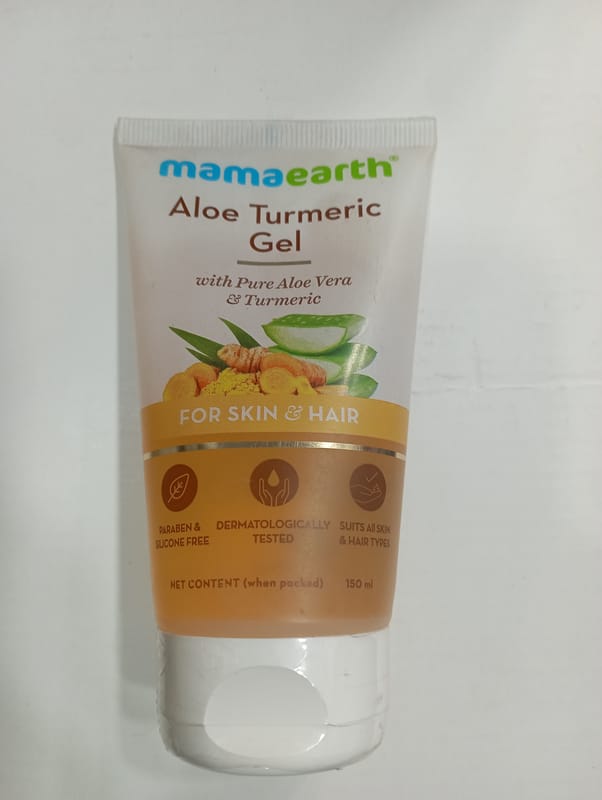 mamaearth®
Aloe Turmeric
Gel
with Pure Aloe Vera
& Turmeric
FOR SKIN & HAIR
PARABEN &
SILICONE FREE
DERMATOLOGICALLY
TESTED
SUITS All SKIN
& HAIR TYPES
NET CONTENT (when packed) 150 ml